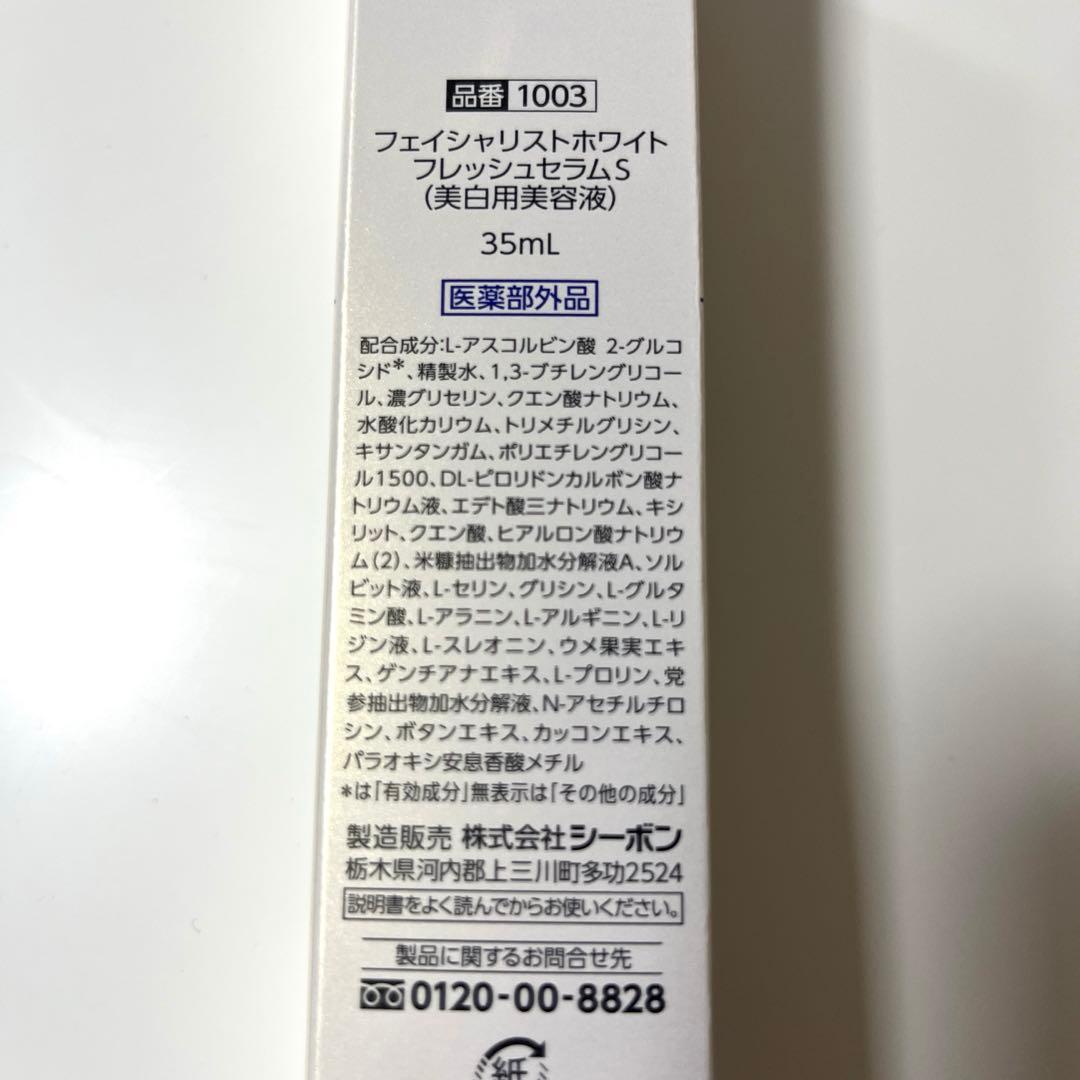 品番 1003
フェイシャリストホワイト
フレッシュセラムS
（美白用美容液）
35mL
医薬部外品
配合成分:L-アスコルビン酸 2-グルコ
シド*、精製水、1,3-ブチレングリコー
ル、濃グリセリン、クエン酸ナトリウム、
水酸化カリウム、トリメチルグリシン、
キサンタンガム、ポリエチレングリコー
ル1500、DL-ピロリドンカルボン酸ナ
トリウム液、エデト酸三ナトリウム、キシ
リット、クエン酸、ヒアルロン酸ナトリウ
ム（2）、米糠抽出物加水分解液A、ソル
ビット液、L-セリン、グリシン、L-グルタ
ミン酸、L-アラニン、L-アルギニン、L-リ
ジン液、L-スレオニン、ウメ果実エキ
ス、ゲンチアナエキス、L-プロリン、党
参抽出物加水分解液、N-アセチルチロ
シン、ボタンエキス、カッコンエキス、
パラオキシ安息香酸メチル
*は「有効成分」無表示は「その他の成分」
製造販売 株式会社シーボン
栃木県河内郡上三川町多功2524
説明書をよく読んでからお使いください。
製品に関するお問合せ先
0120-00-8828
紙